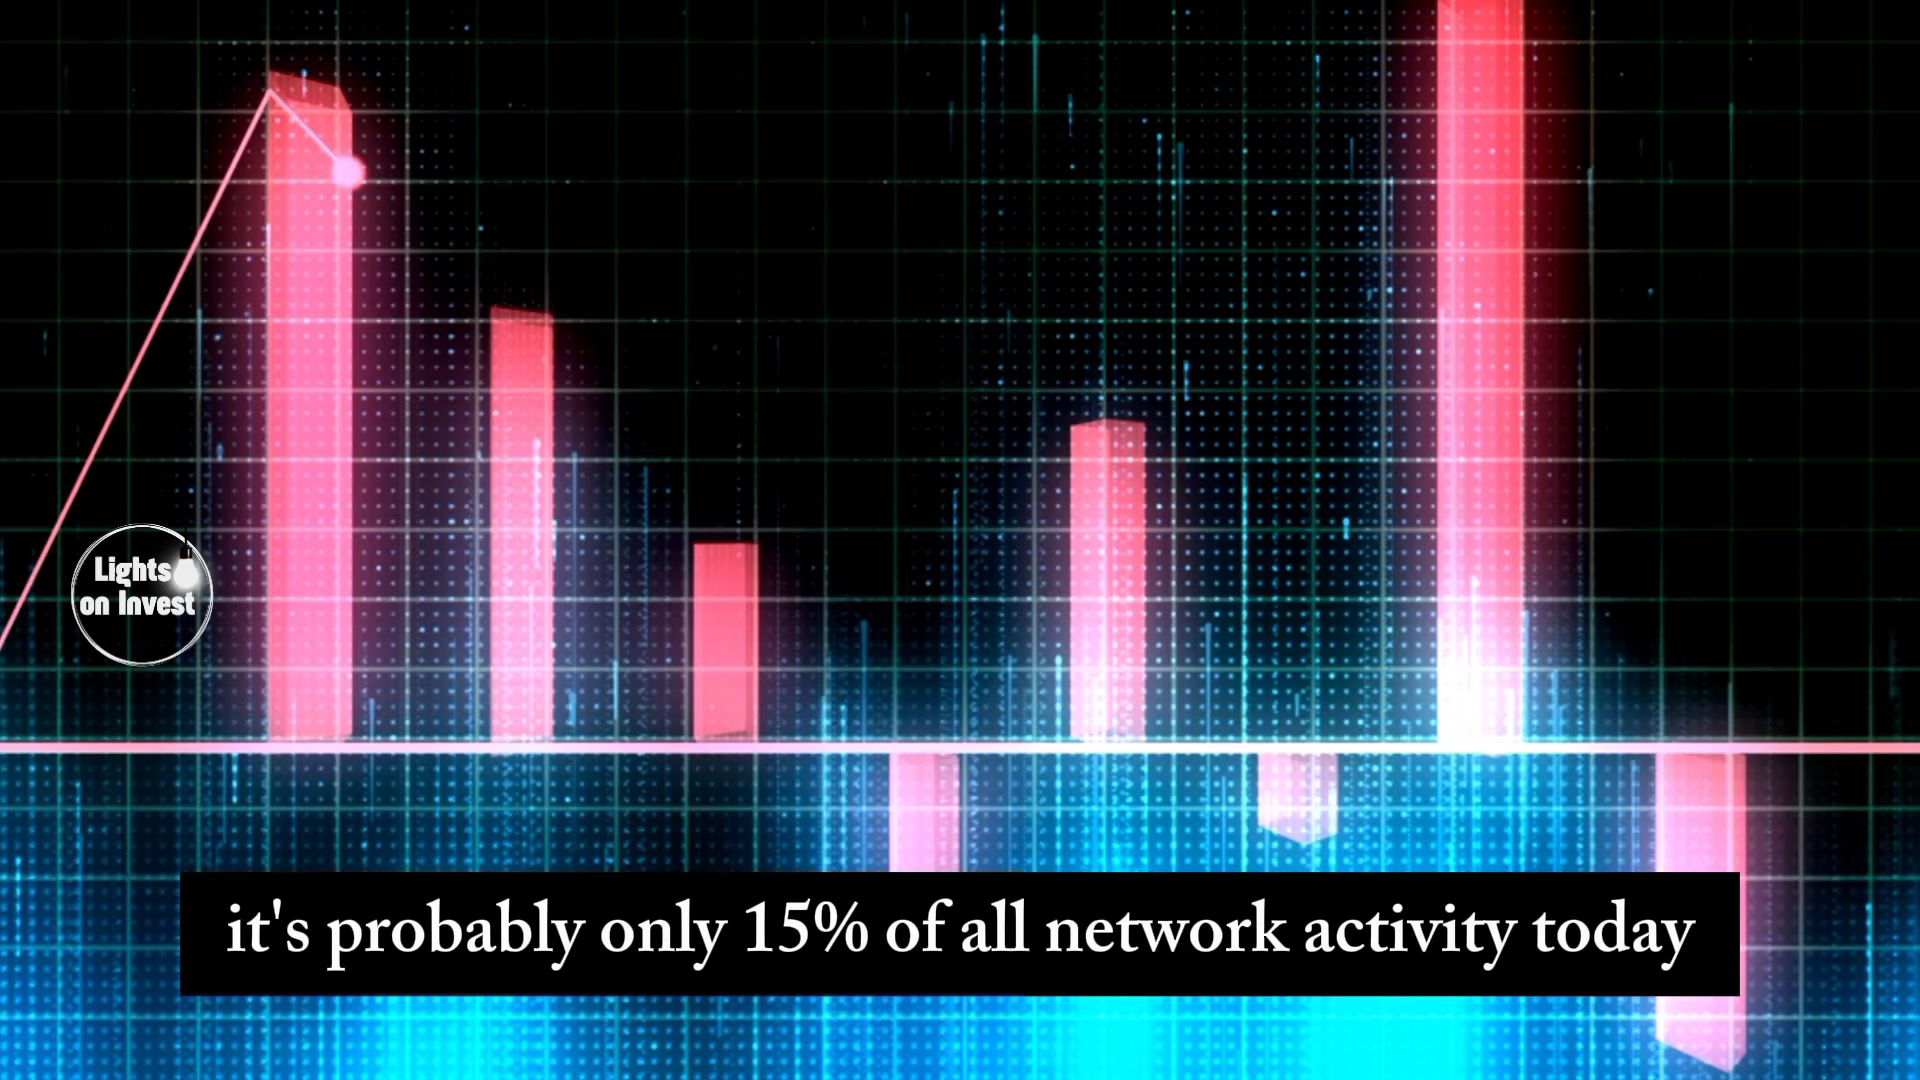 Lights
on Invest
it's probably only 15% of all network activity today